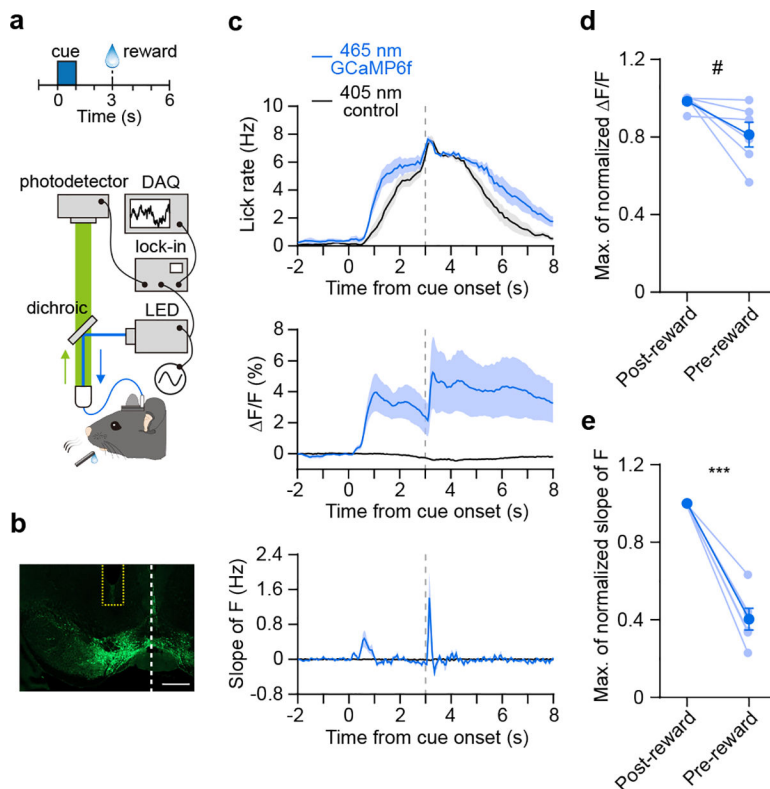 a
cue
reward
0
3
6
Time (s)
photodetector
DAQ
lock-in
dichroic
LED
b
c
465 nm
GCaMP6f
405 nm
control
Lick rate (Hz)
10
8
6
4
2
0
-2
0
2
4
6
8
Time from cue onset (s)
ΔF/F (%)
8
6
4
2
0
-2
0
2
4
6
8
Time from cue onset (s)
Slope of F (Hz)
2.4
1.6
0.8
0
-0.8
-2
0
2
4
6
8
Time from cue onset (s)
d
Max. of normalized ΔF/F
1.2
0.8
0.4
0
#
Post-reward
Pre-reward
e
Max. of normalized slope of F
1.2
0.8
0.4
0
***
Post-reward
Pre-reward